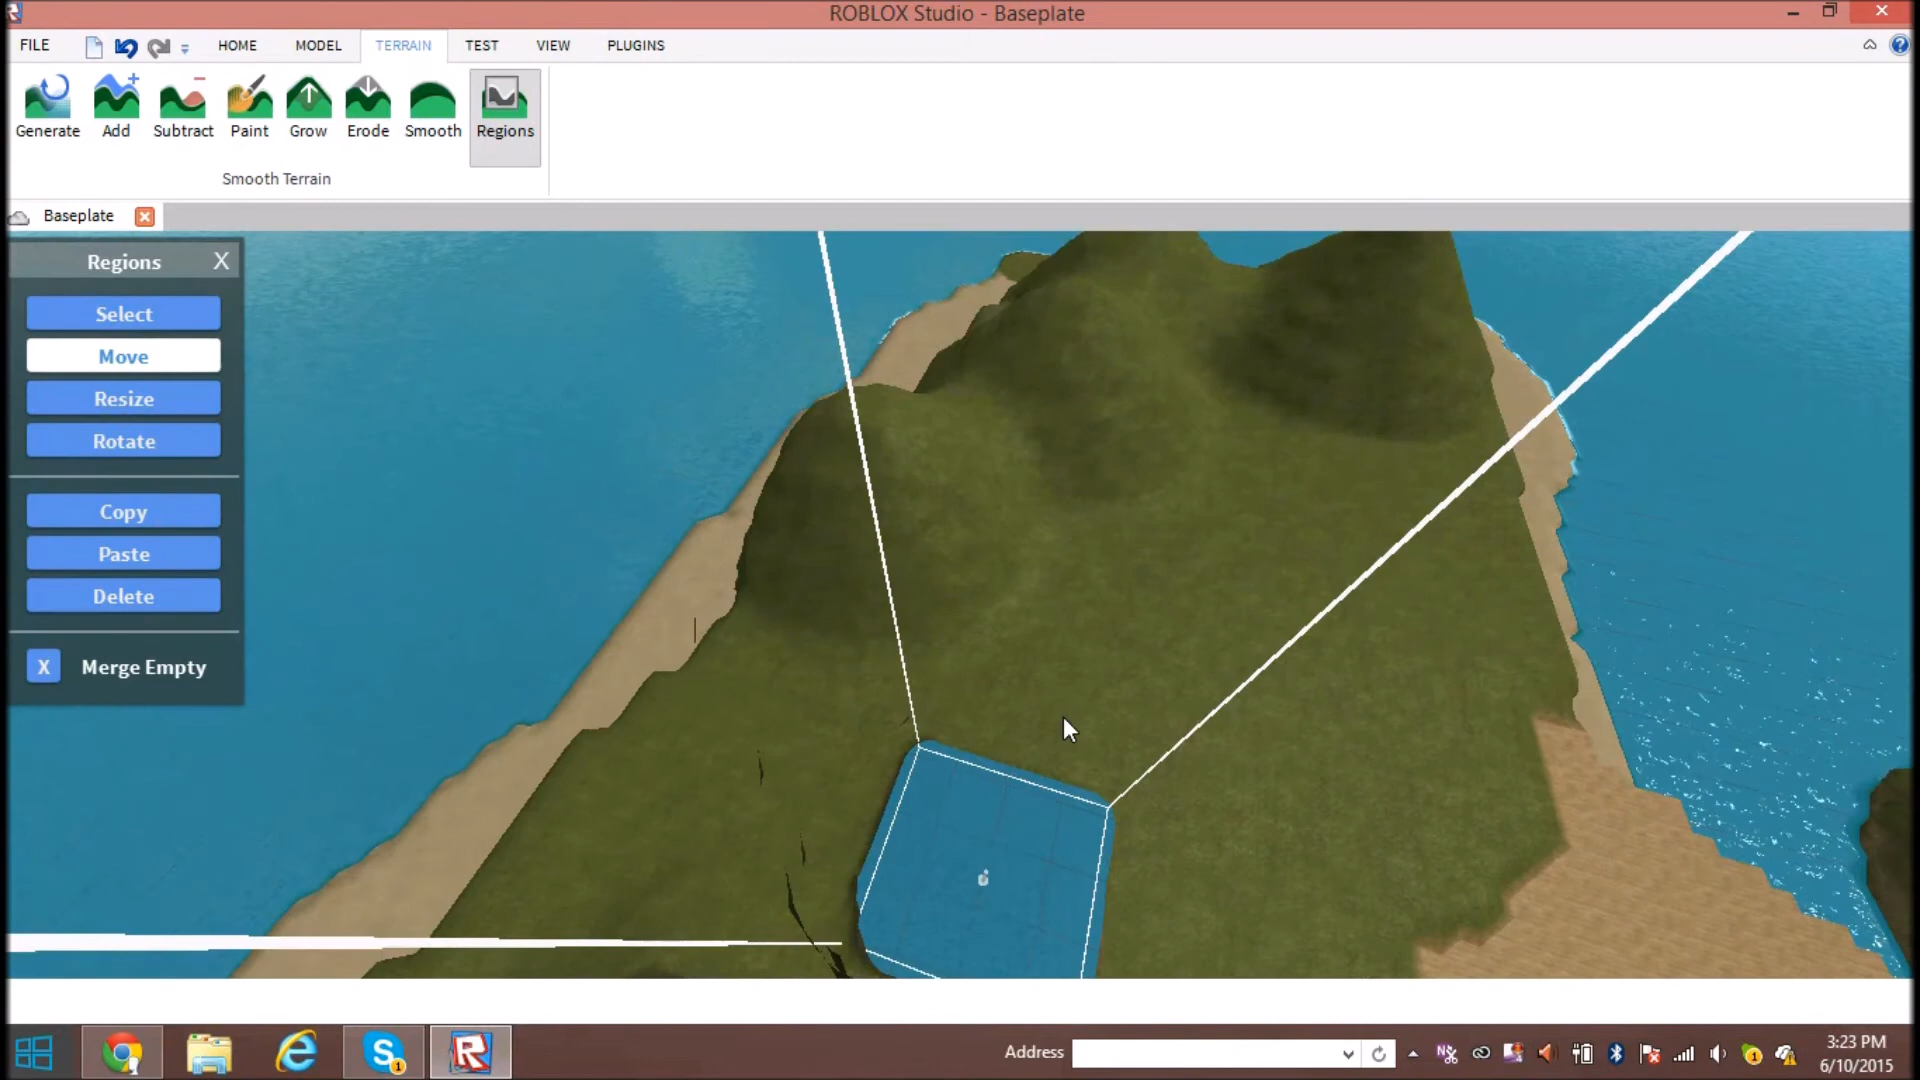 ROBLOX Studio - Baseplate
FILE
HOME
MODEL
TERRAIN
TEST
VIEW
PLUGINS
Generate
Add
Subtract
Paint
Grow
Erode
Smooth
Regions
Smooth Terrain
Baseplate
Regions X
Select
Move
Resize
Rotate
Copy
Paste
Delete
X Merge Empty
Address
3:23 PM
6/10/2015